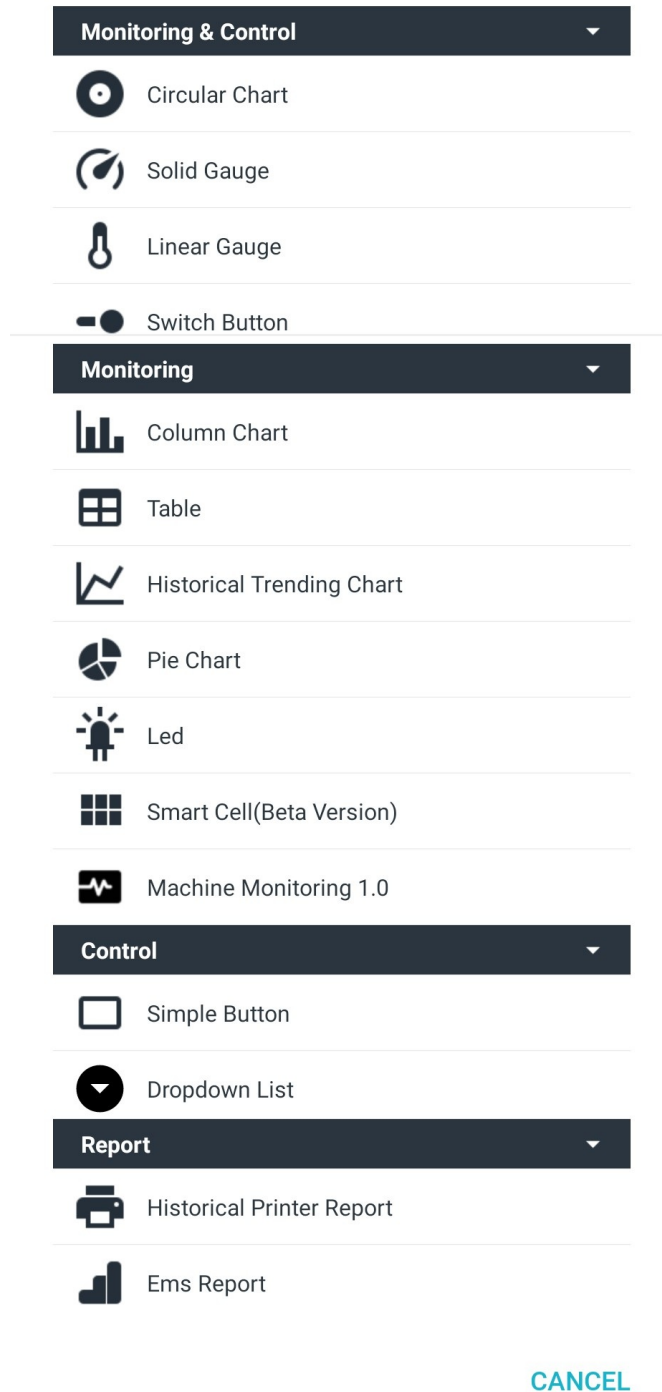 Monitoring & Control
Circular Chart
Solid Gauge
Linear Gauge
Switch Button
Monitoring
Column Chart
Table
Historical Trending Chart
Pie Chart
Led
Smart Cell(Beta Version)
Machine Monitoring 1.0
Control
Simple Button
Dropdown List
Report
Historical Printer Report
Ems Report
CANCEL